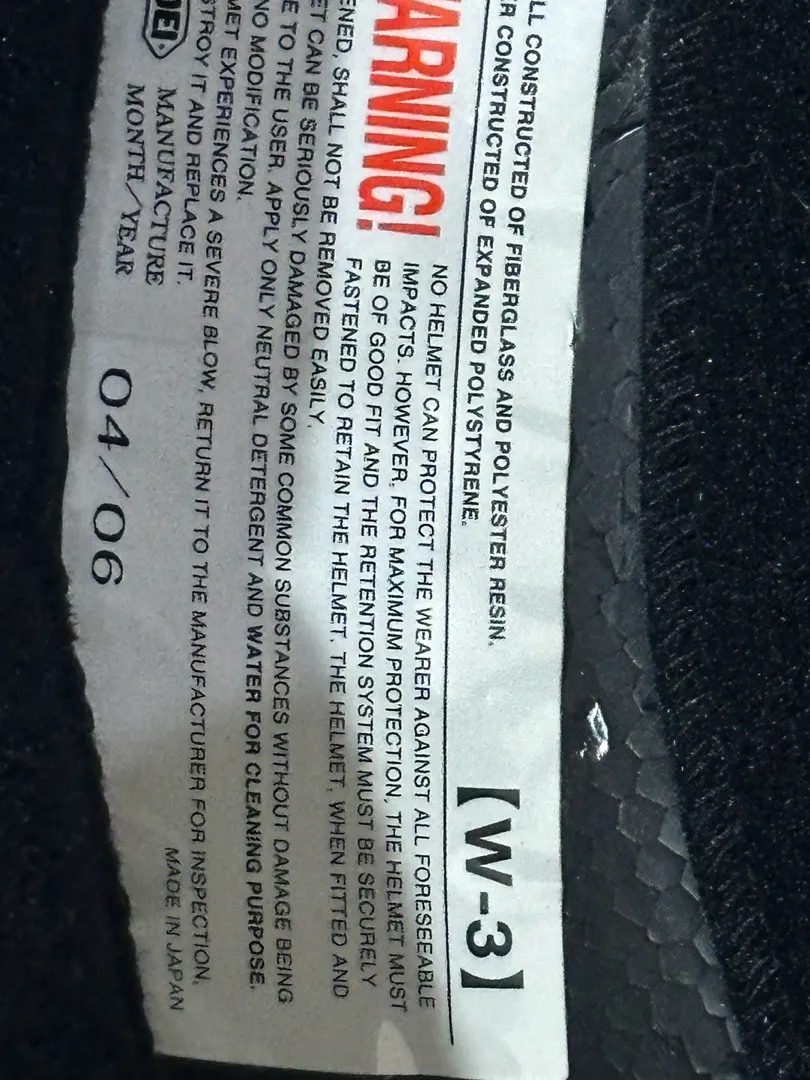 LL CONSTRUCTED OF FIBERGLASS AND POLYESTER RESIN.
R CONSTRUCTED OF EXPANDED POLYSTYRENE.
【W-3】
WARNING!
NO HELMET CAN PROTECT THE WEARER AGAINST ALL FORESEEABLE
IMPACTS. HOWEVER, FOR MAXIMUM PROTECTION, THE HELMET MUST
BE OF GOOD FIT AND THE RETENTION SYSTEM MUST BE SECURELY
FASTENED TO RETAIN THE HELMET. THE HELMET, WHEN FITTED AND
ENED, SHALL NOT BE REMOVED EASILY.
ET CAN BE SERIOUSLY DAMAGED BY SOME COMMON SUBSTANCES WITHOUT DAMAGE BEING
E TO THE USER. APPLY ONLY NEUTRAL DETERGENT AND WATER FOR CLEANING PURPOSE.
NO MODIFICATION.
MET EXPERIENCES A SEVERE BLOW, RETURN IT TO THE MANUFACTURER FOR INSPECTION,
STROY IT AND REPLACE IT.
MADE IN JAPAN
OEI
MANUFACTURE
MONTH/YEAR
04/06